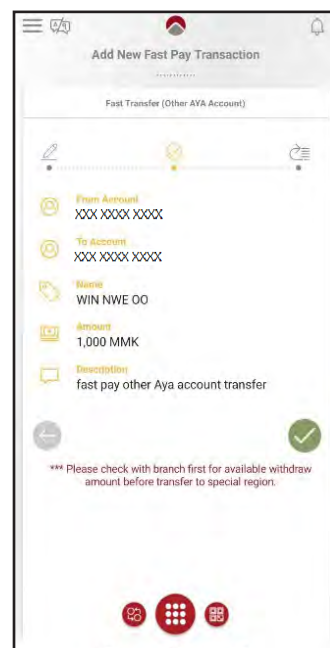 Add New Fast Pay Transaction
Fast Transfer (Other AYA Account)
From Account
XXX XXXX XXXX
To Account
XXX XXXX XXXX
Name
WIN NWE OO
Amount
1,000 MMK
Description
fast pay other Aya account transfer
*** Please check with branch first for available withdraw
amount before transfer to special region.